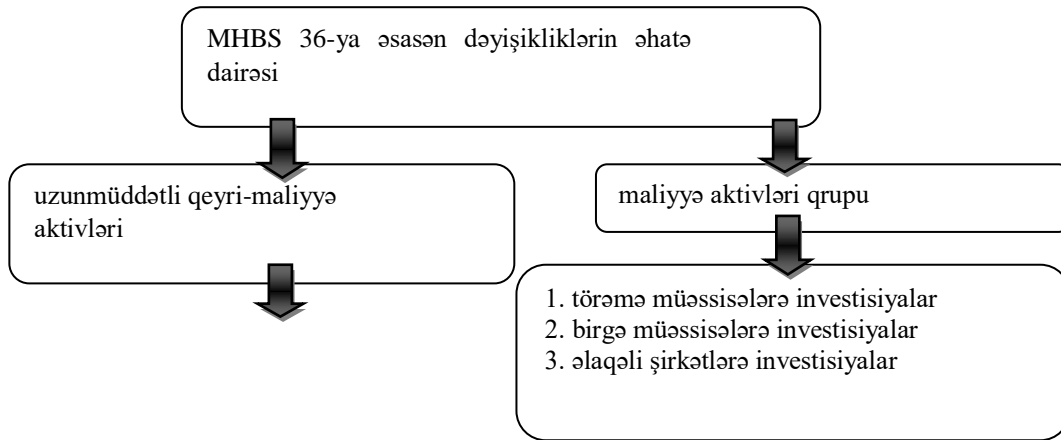 MHBS 36-ya əsasən dəyişikliklərin əhatə
dairəsi
uzunmüddətli qeyri-maliyyə
aktivləri
maliyyə aktivləri qrupu
1. törəmə müəssisələrə investisiyalar
2. birgə müəssisələrə investisiyalar
3. əlaqəli şirkətlərə investisiyalar